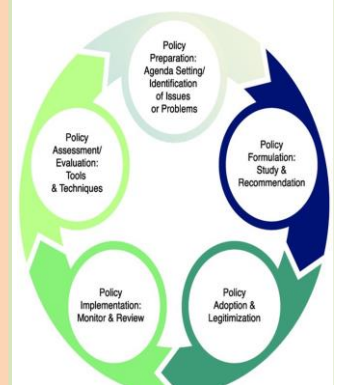 Policy
Preparation:
Agenda Setting/
Identification
of Issues
or Problems
Policy
Formulation:
Study &
Recommendation
Policy
Adoption &
Legitimization
Policy
Implementation:
Monitor & Review
Policy
Assessment/
Evaluation:
Tools
& Techniques